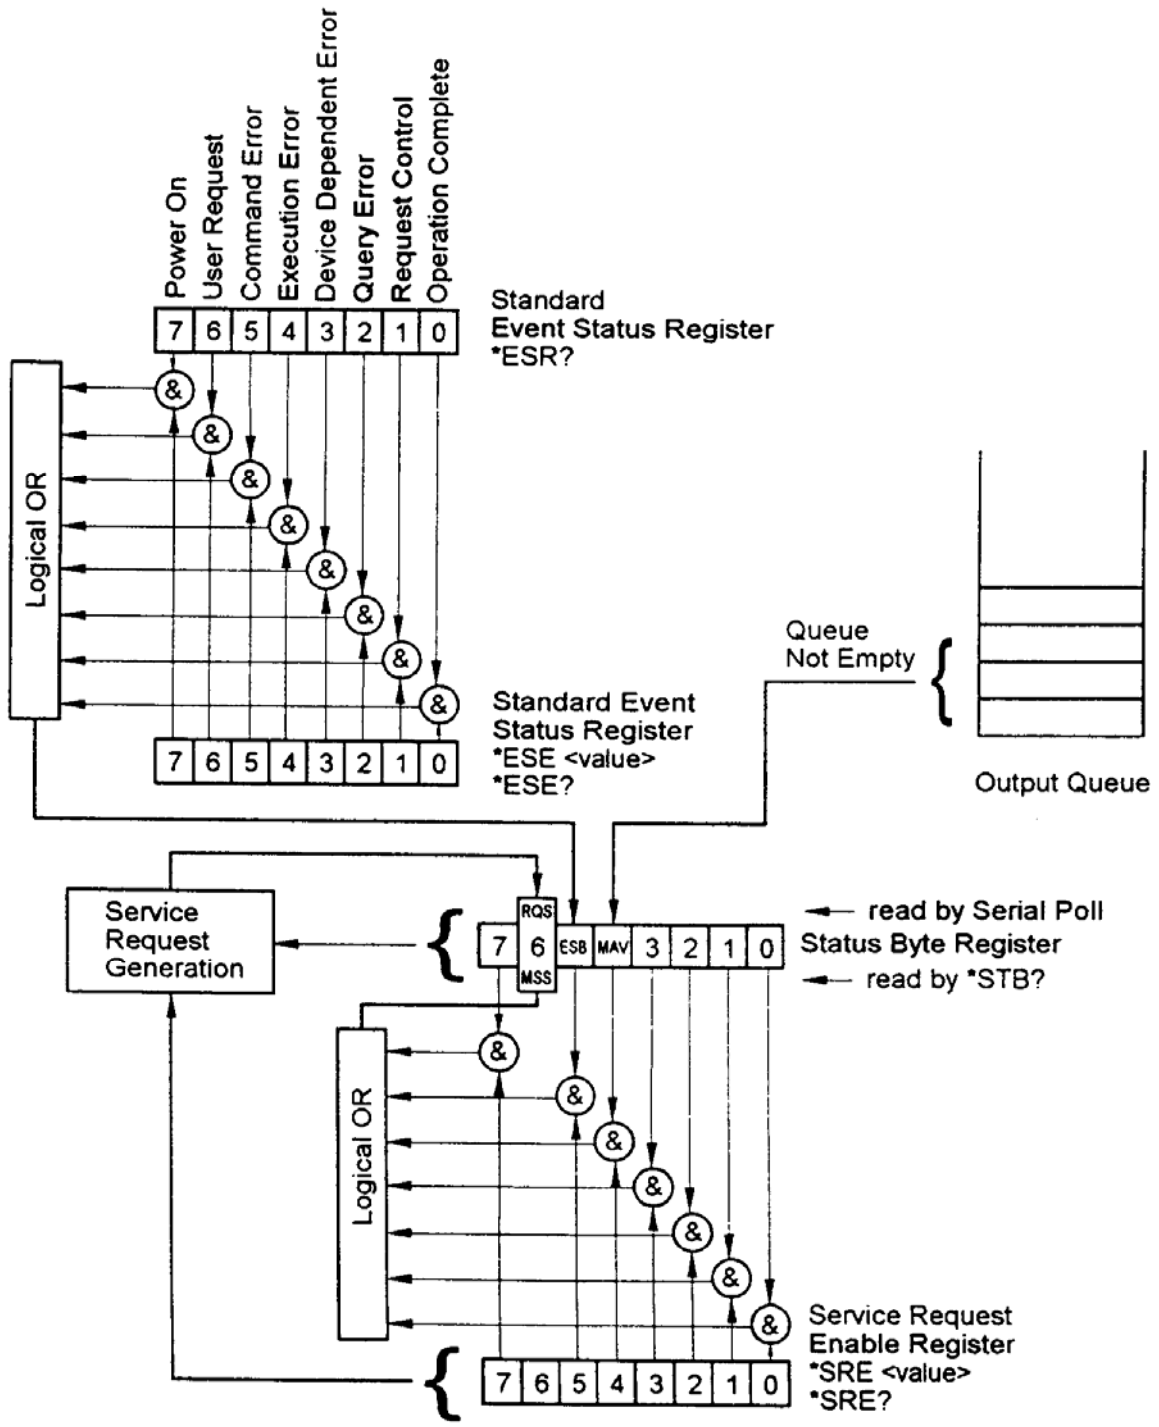 Power On
User Request
Command Error
Execution Error
Device Dependent Error
Query Error
Request Control
Operation Complete
7 6 5 4 3 2 1 0
Standard
Event Status Register
*ESR?
&
&
&
&
&
&
&
&
Logical OR
Queue
Not Empty
Output Queue
Standard Event
Status Register
*ESE <value>
*ESE?
7 6 5 4 3 2 1 0
Service
Request
Generation
RQS
7 6 ESB MAV 3 2 1 0
MSS
read by Serial Poll
Status Byte Register
read by *STB?
&
&
&
&
&
&
&
Logical OR
Service Request
Enable Register
*SRE <value>
*SRE?
7 6 5 4 3 2 1 0